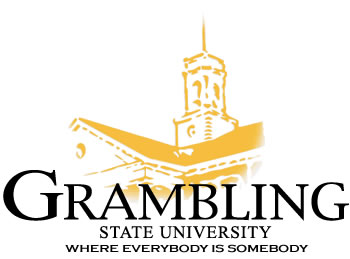 GRAMBLING
STATE UNIVERSITY
WHERE EVERYBODY IS SOMEBODY